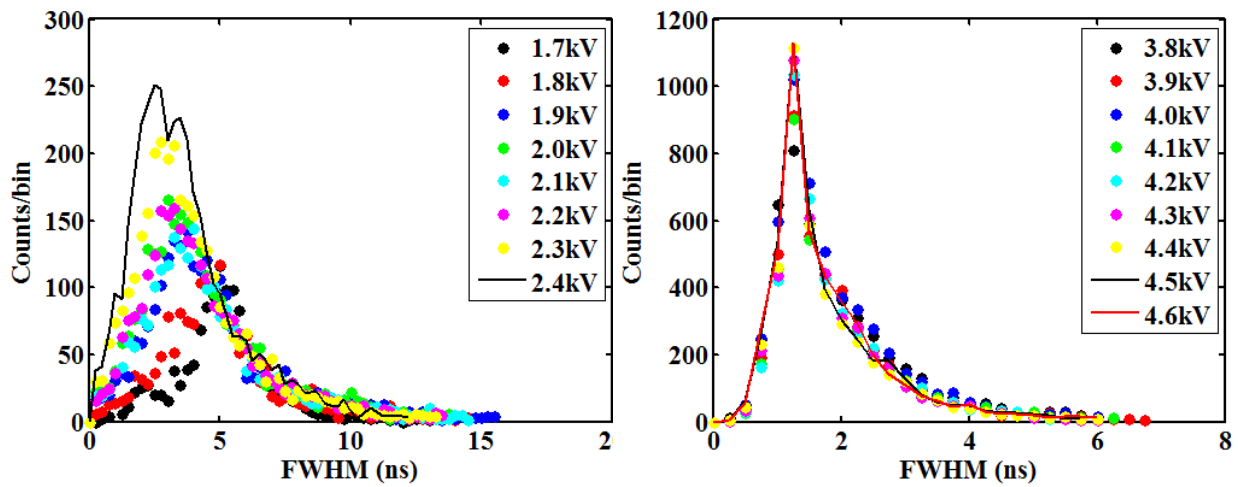 300
250
200
150
100
50
0
Counts/bin
0
5
10
15
2
FWHM (ns)
1.7kV
1.8kV
1.9kV
2.0kV
2.1kV
2.2kV
2.3kV
2.4kV
1200
1000
800
600
400
200
0
Counts/bin
0
2
4
6
8
FWHM (ns)
3.8kV
3.9kV
4.0kV
4.1kV
4.2kV
4.3kV
4.4kV
4.5kV
4.6kV